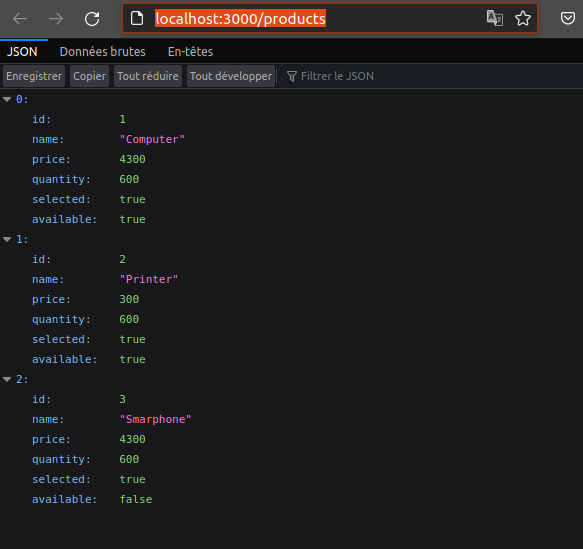 localhost:3000/products
JSON Données brutes En-têtes
Enregistrer Copier Tout réduire Tout développer Filtrer le JSON
0:
id: 1
name: "Computer"
price: 4300
quantity: 600
selected: true
available: true
1:
id: 2
name: "Printer"
price: 300
quantity: 600
selected: true
available: true
2:
id: 3
name: "Smarphone"
price: 4300
quantity: 600
selected: true
available: false